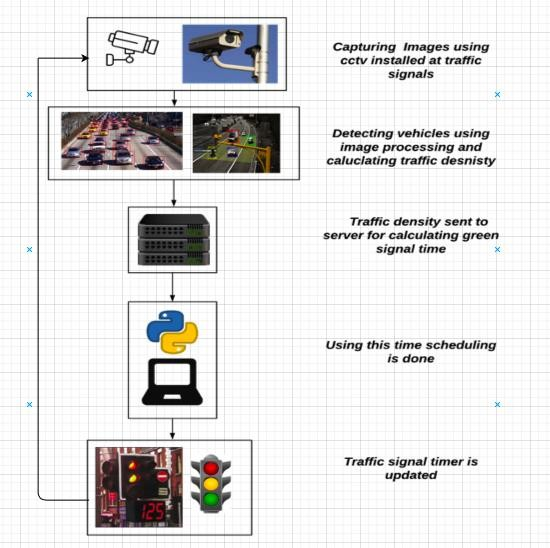 Capturing Images using
cctv installed at traffic
signals
Detecting vehicles using
image processing and
caluclating traffic desnisty
Traffic density sent to
server for calculating green
signal time
Using this time scheduling
is done
Traffic signal timer is
updated
125